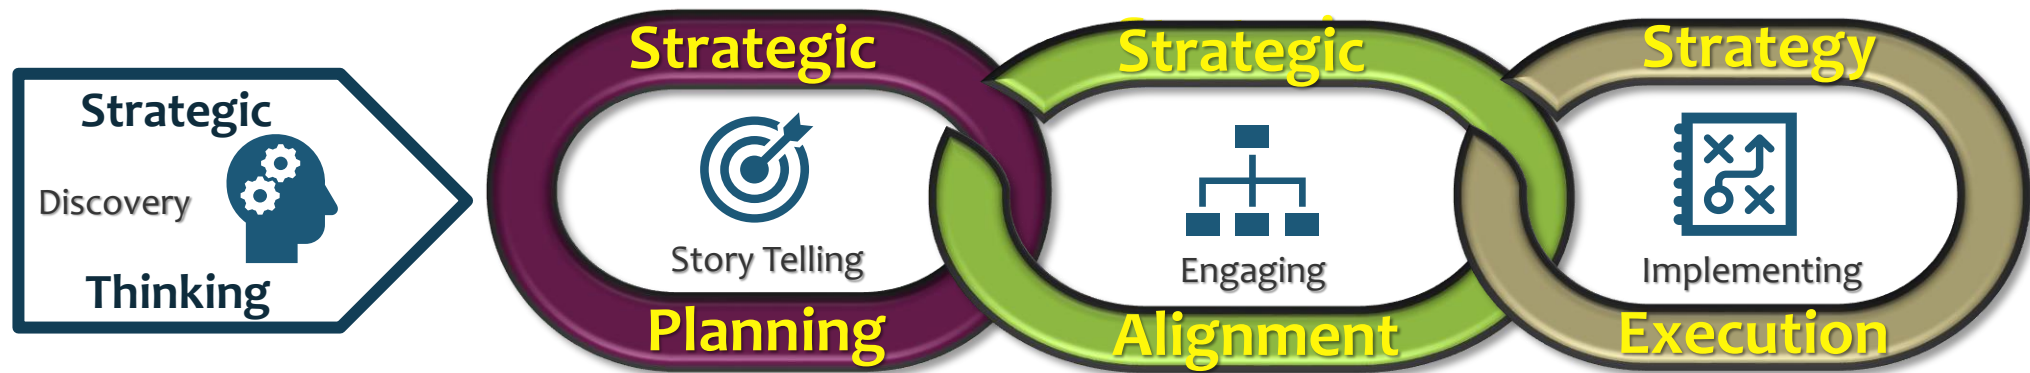 Strategic
Discovery
Thinking
Strategic
Story Telling
Planning
Strategic
Engaging
Alignment
Strategy
Implementing
Execution